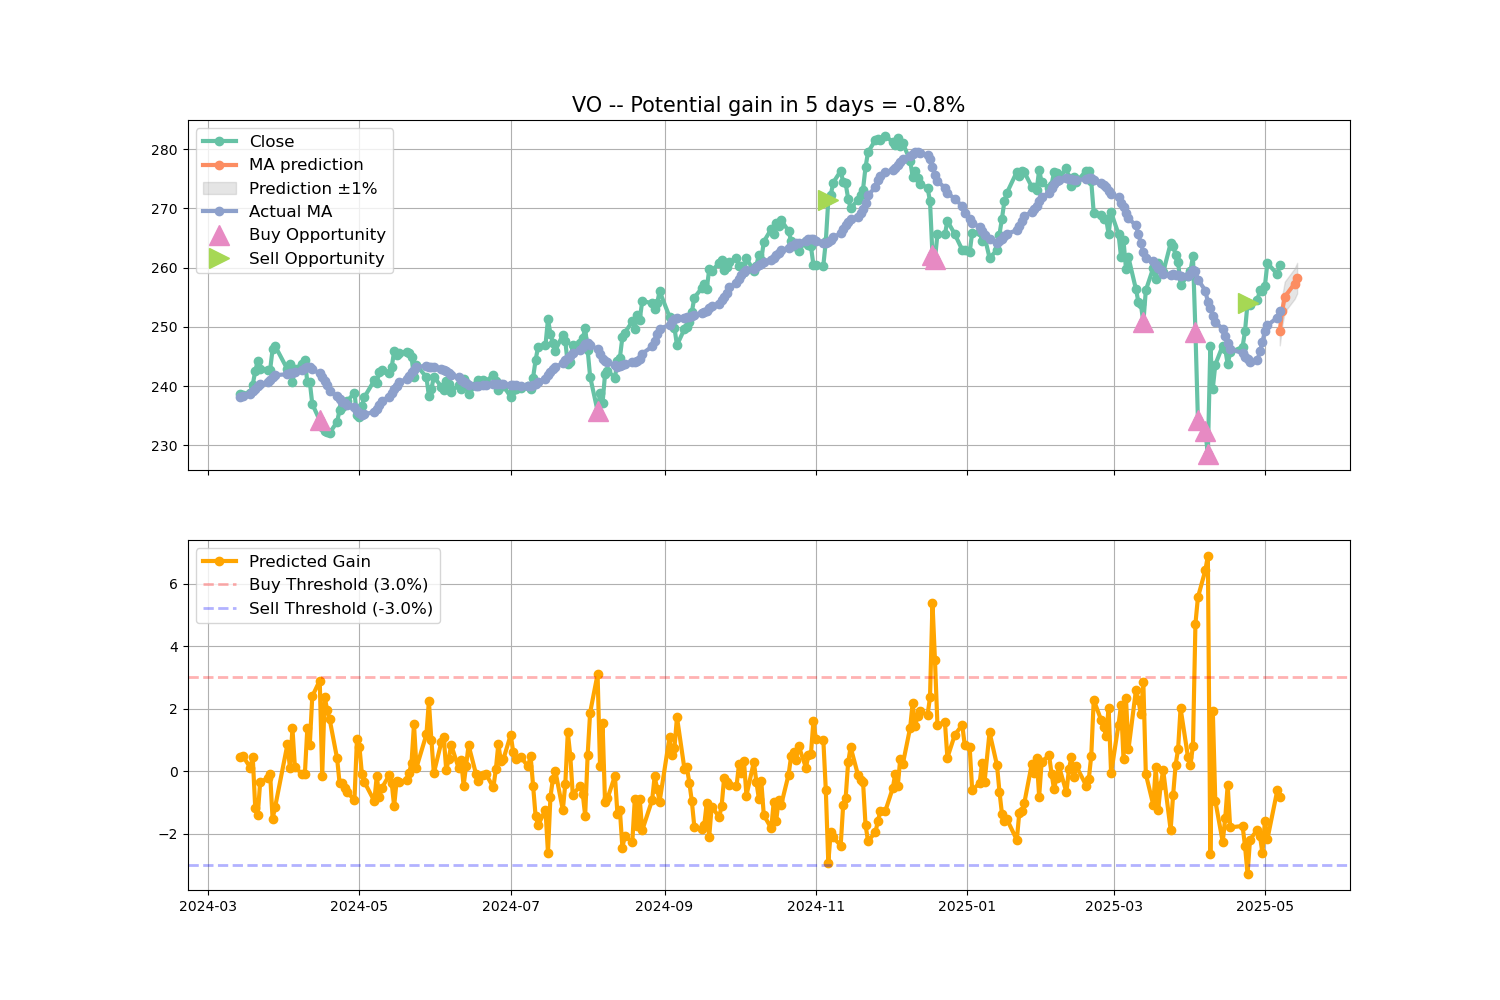 VO -- Potential gain in 5 days = -0.8%
Close
MA prediction
Prediction ±1%
Actual MA
Buy Opportunity
Sell Opportunity
280
270
260
250
240
230
Predicted Gain
Buy Threshold (3.0%)
Sell Threshold (-3.0%)
6
4
2
0
−2
2024-03 2024-05 2024-07 2024-09 2024-11 2025-01 2025-03 2025-05